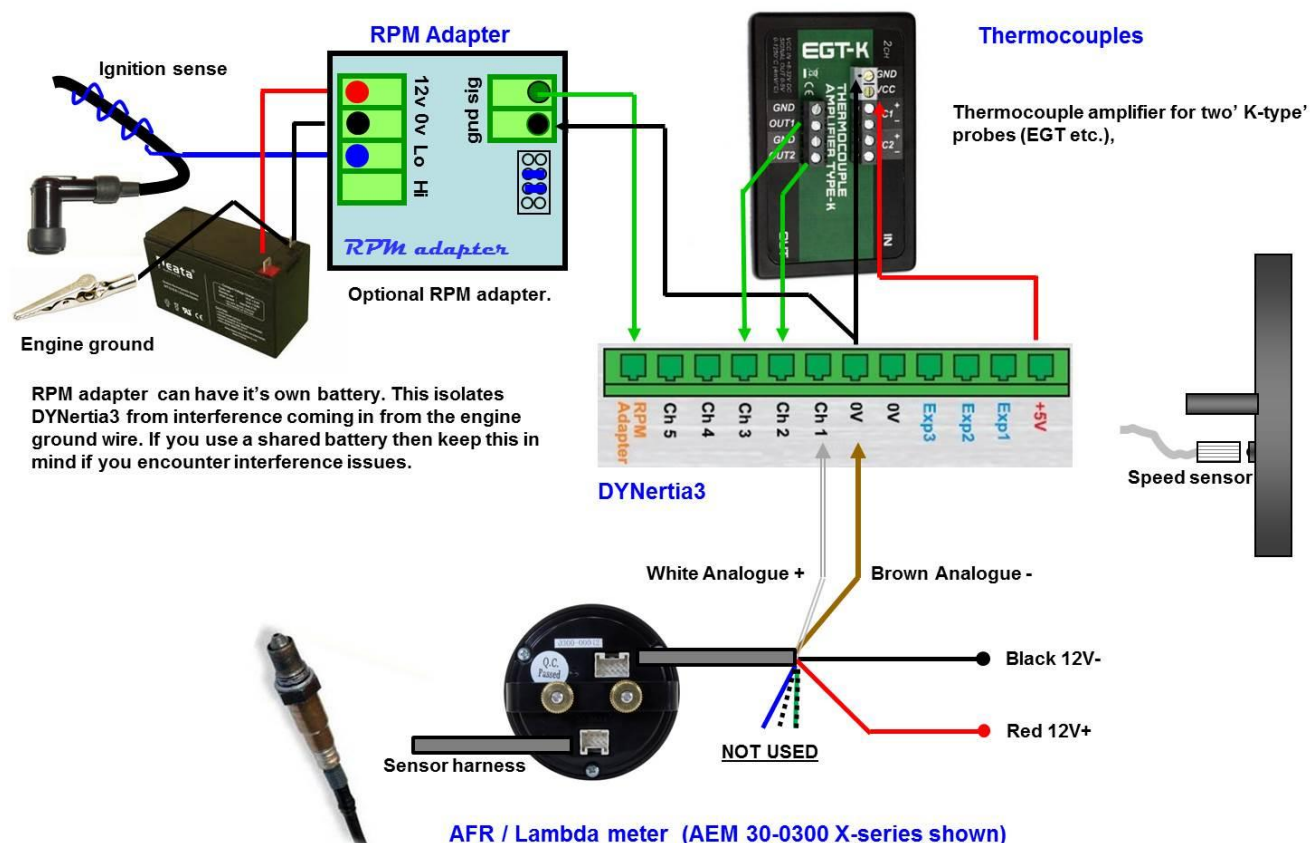 RPM Adapter
Ignition sense
12v 0v Lo Hi
gnd sig
RPM adapter
Optional RPM adapter.
Engine ground
RPM adapter can have it's own battery. This isolates
DYNertia3 from interference coming in from the engine
ground wire. If you use a shared battery then keep this in
mind if you encounter interference issues.
EGT-K
2 CH
GND
VCC
GND
OUT1
GND
OUT2
THERMOCOUPLE
AMPLIFIER TYPE-K
C1 + -
C2 + -
IN
Thermocouples
Thermocouple amplifier for two' K-type'
probes (EGT etc.),
RPM
Adapter
Ch 5
Ch 4
Ch 3
Ch 2
Ch 1
0V
0V
Exp3
Exp2
Exp1
+5V
DYNertia3
Speed sensor
White Analogue +
Brown Analogue -
Q.C.
Passed
Black 12V-
Red 12V+
NOT USED
Sensor harness
AFR / Lambda meter (AEM 30-0300 X-series shown)